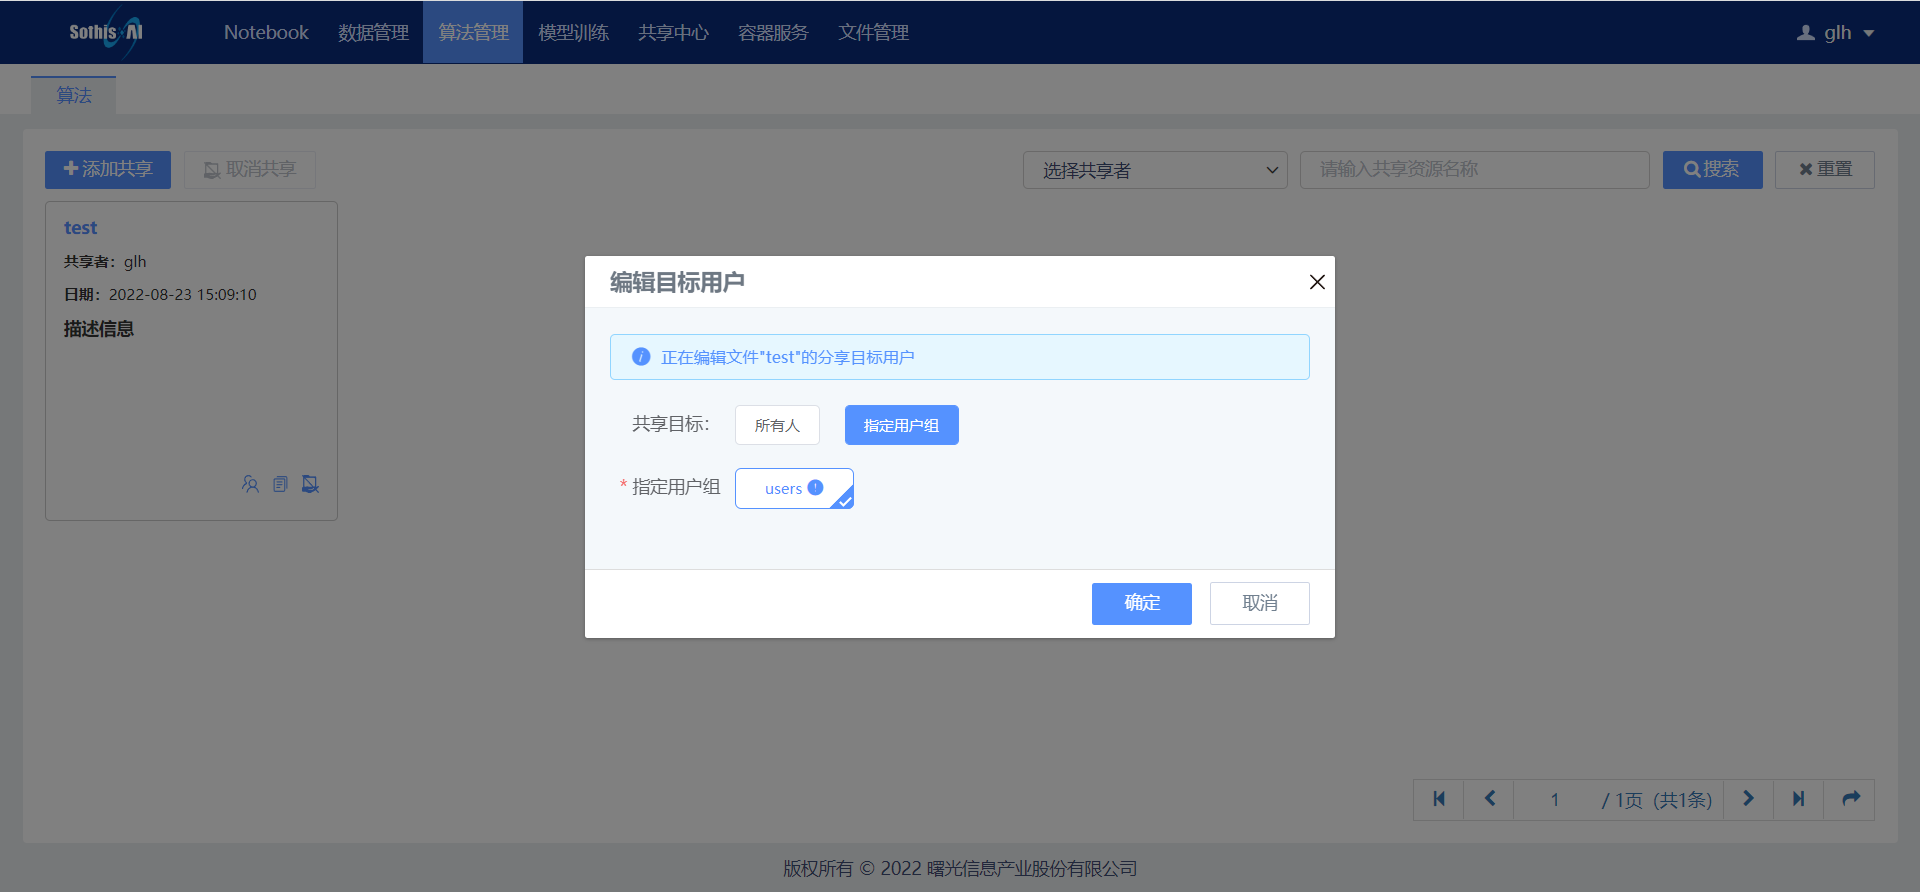 Sothis AI
Notebook 数据管理 算法管理 模型训练 共享中心 容器服务 文件管理 glh
算法
添加共享 取消共享 选择共享者 请输入共享资源名称 搜索 重置
test
共享者：glh
日期：2022-08-23 15:09:10
描述信息
编辑目标用户
正在编辑文件"test"的分享目标用户
共享目标： 所有人 指定用户组
* 指定用户组 users
确定 取消
1 / 1页 (共1条)
版权所有 © 2022 曙光信息产业股份有限公司